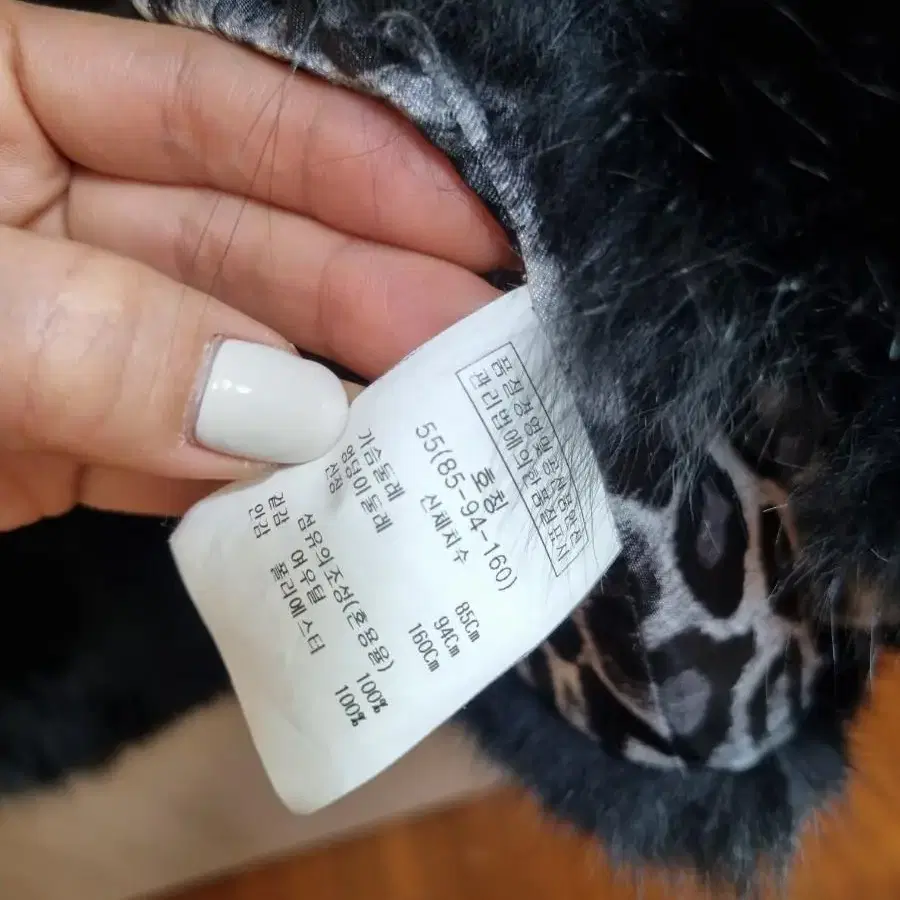 품질경영및공산품안전
관리법에의한품질표시
호칭
55(85-94-160)
신체치수
가슴둘레 85Cm
엉덩이둘레 94Cm
신장 160Cm
섬유의조성(혼용율)
겉감 여우털 100%
안감 폴리에스터 100%